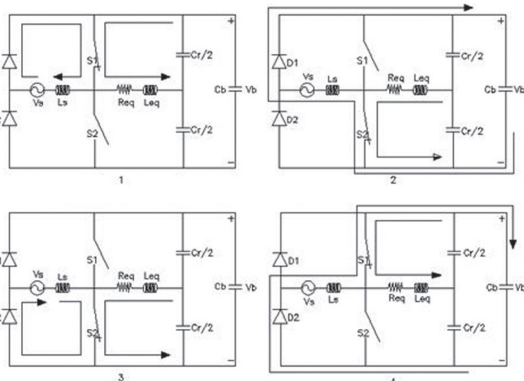 +
S1
Cr/2
Vs Ls Req Leq Cb Vb
S2
Cr/2
-
1
+
D1 S1
Cr/2
Vs Ls Req Leq Cb Vb
D2 S2
Cr/2
-
2
+
S1
Cr/2
Vs Ls Req Leq Cb Vb
S2
Cr/2
-
3
+
D1 S1
Cr/2
Vs Ls Req Leq Cb Vb
D2 S2
Cr/2
-